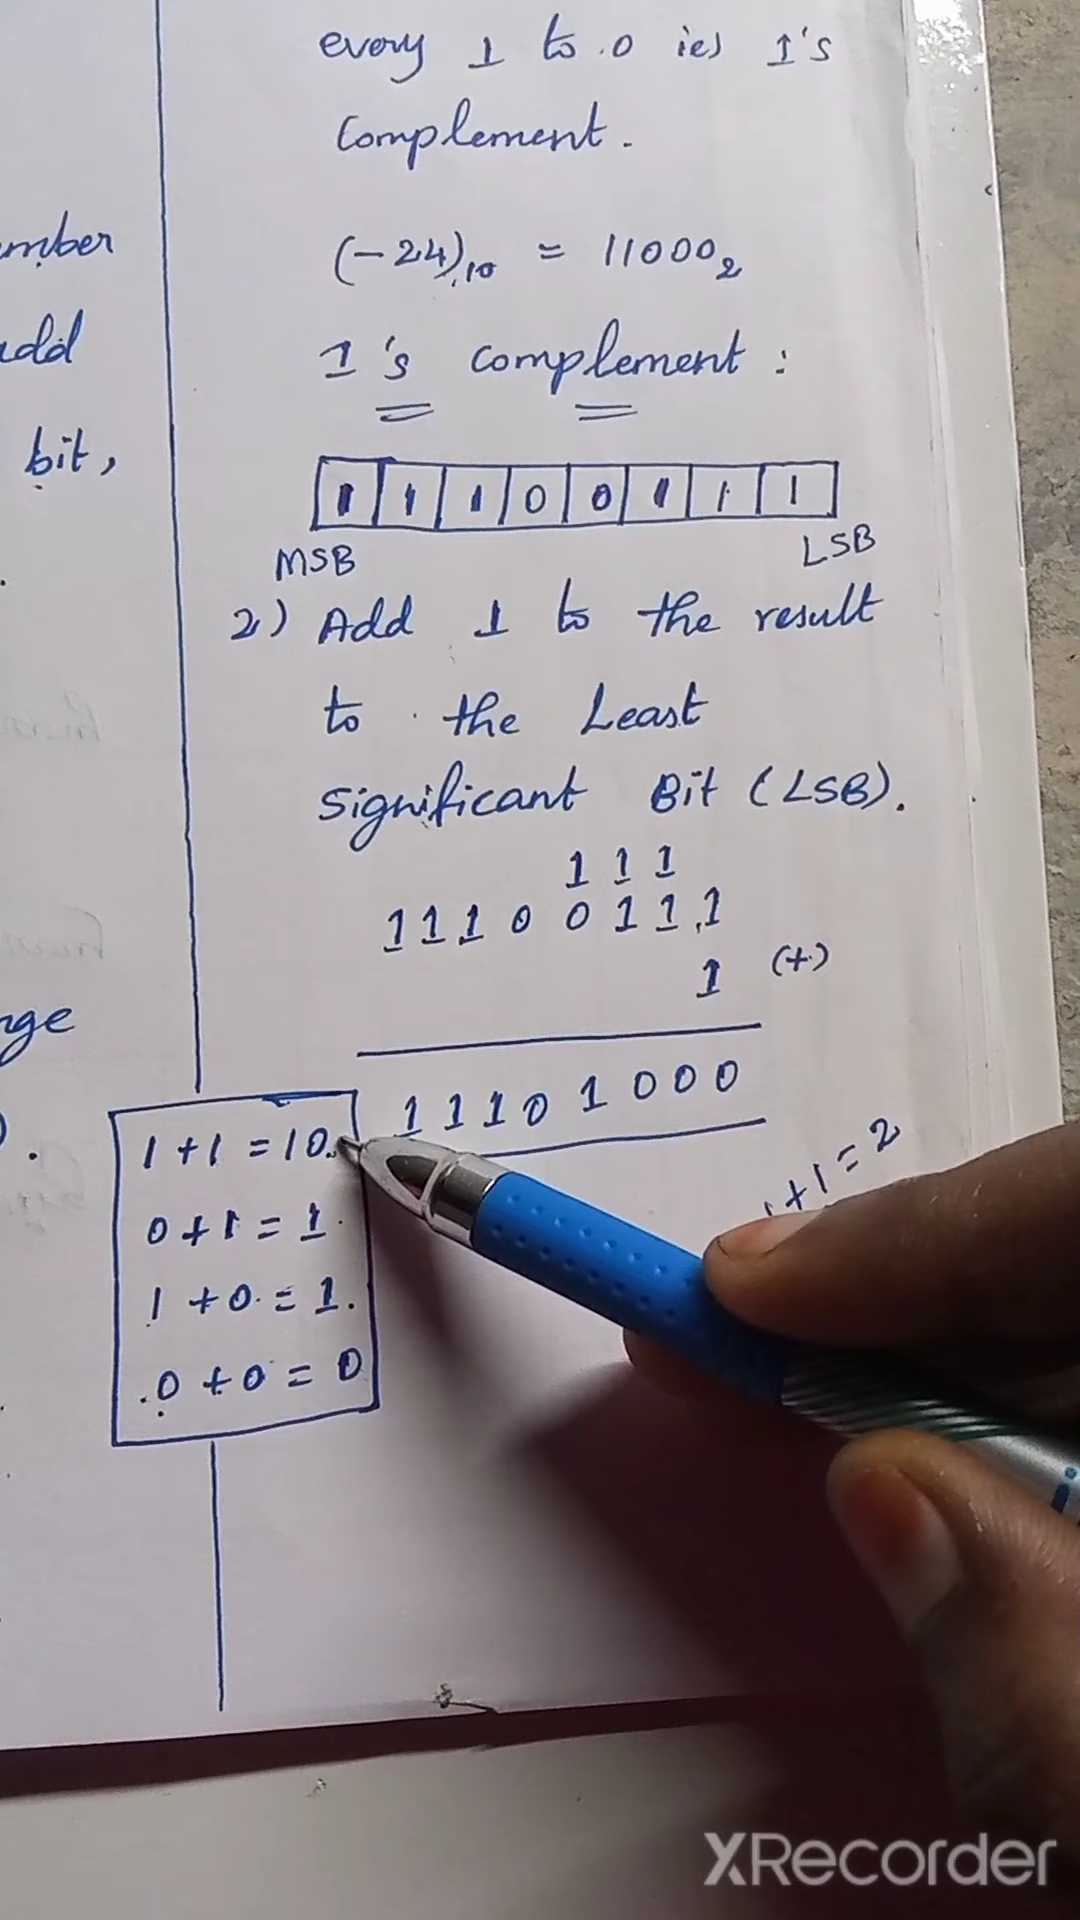 every 1 to 0 ie) 1's
complement.
(-24)10 = 110002
mber
1's complement:
add
bit,
1 1 1 0 0 1 1 1
MSB LSB
2) Add 1 to the result
to the Least
significant Bit (LSB).
1 1 1
1 1 1 0 0 1 1 1
1 (+)
nge
1 1 1 0 1 0 0 0
1+1=10
0+1=1
1+0=1.
0+0=0
1+1=2
XRecorder